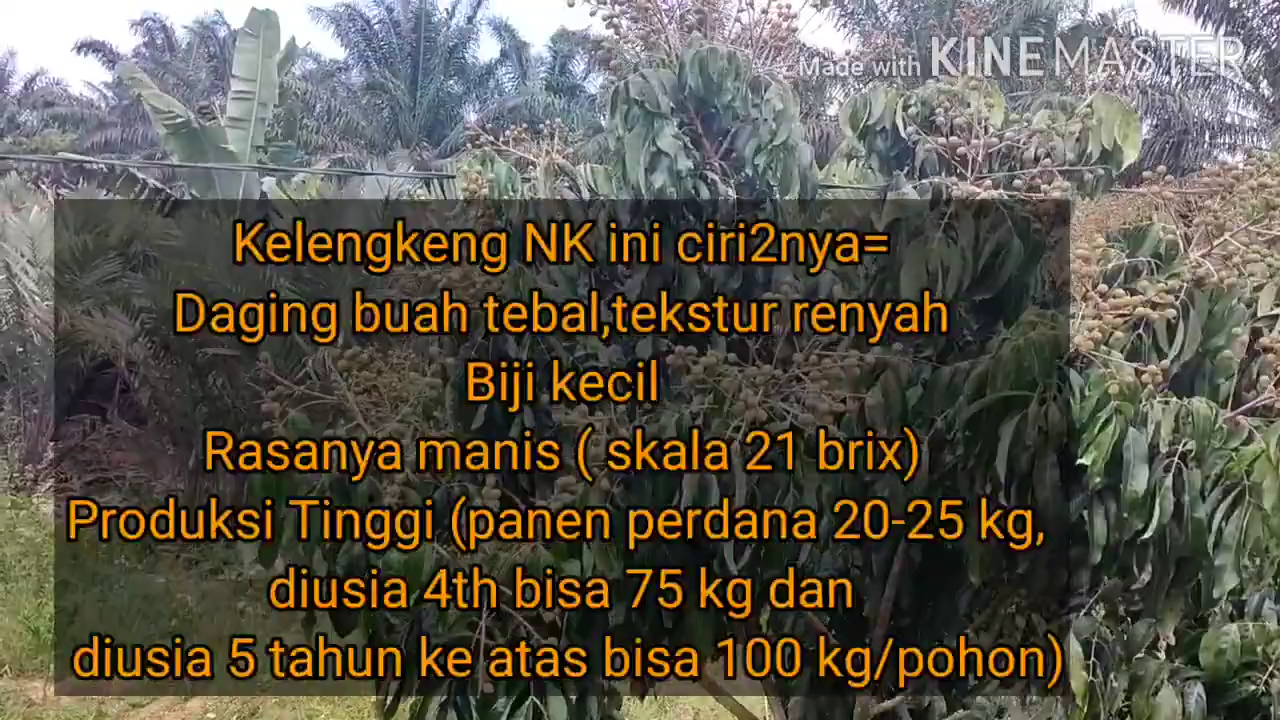 Made with KINEMASTER
Kelengkeng NK ini ciri2nya=
Daging buah tebal,tekstur renyah
Biji kecil
Rasanya manis ( skala 21 brix)
Produksi Tinggi (panen perdana 20-25 kg,
diusia 4th bisa 75 kg dan
diusia 5 tahun ke atas bisa 100 kg/pohon)